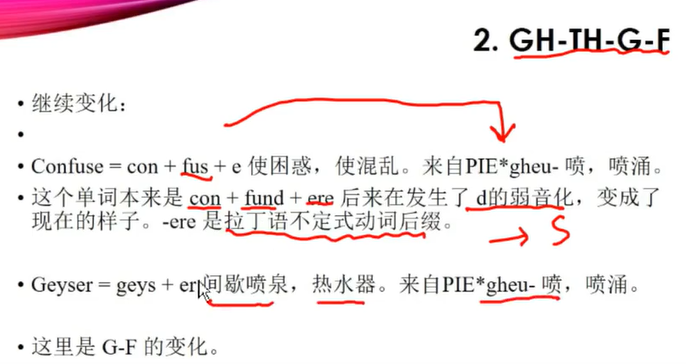 2. GH-TH-G-F
• 继续变化：
•
• Confuse = con + fus + e 使困惑，使混乱。来自PIE*gheu- 喷，喷涌。
• 这个单词本来是 con + fund + ere 后来在发生了 d的弱音化，变成了
现在的样子。-ere 是拉丁语不定式动词后缀。
→ S
• Geyser = geys + er间歇喷泉，热水器。来自PIE*gheu- 喷，喷涌。
• 这里是 G-F 的变化。